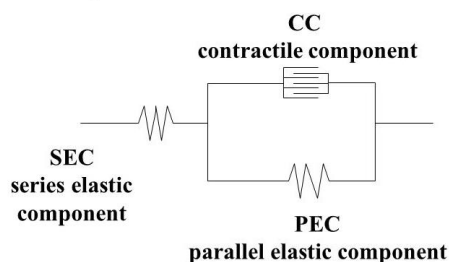 CC
contractile component
SEC
series elastic
component
PEC
parallel elastic component